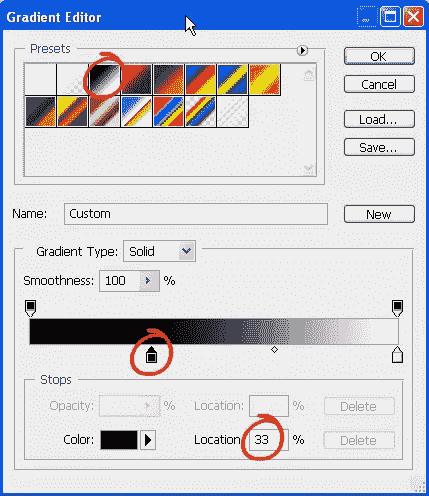 Gradient Editor
Presets
OK
Cancel
Load...
Save...
Name: Custom
New
Gradient Type: Solid
Smoothness: 100 %
Stops
Opacity: % Location: % Delete
Color: Location: 33 % Delete